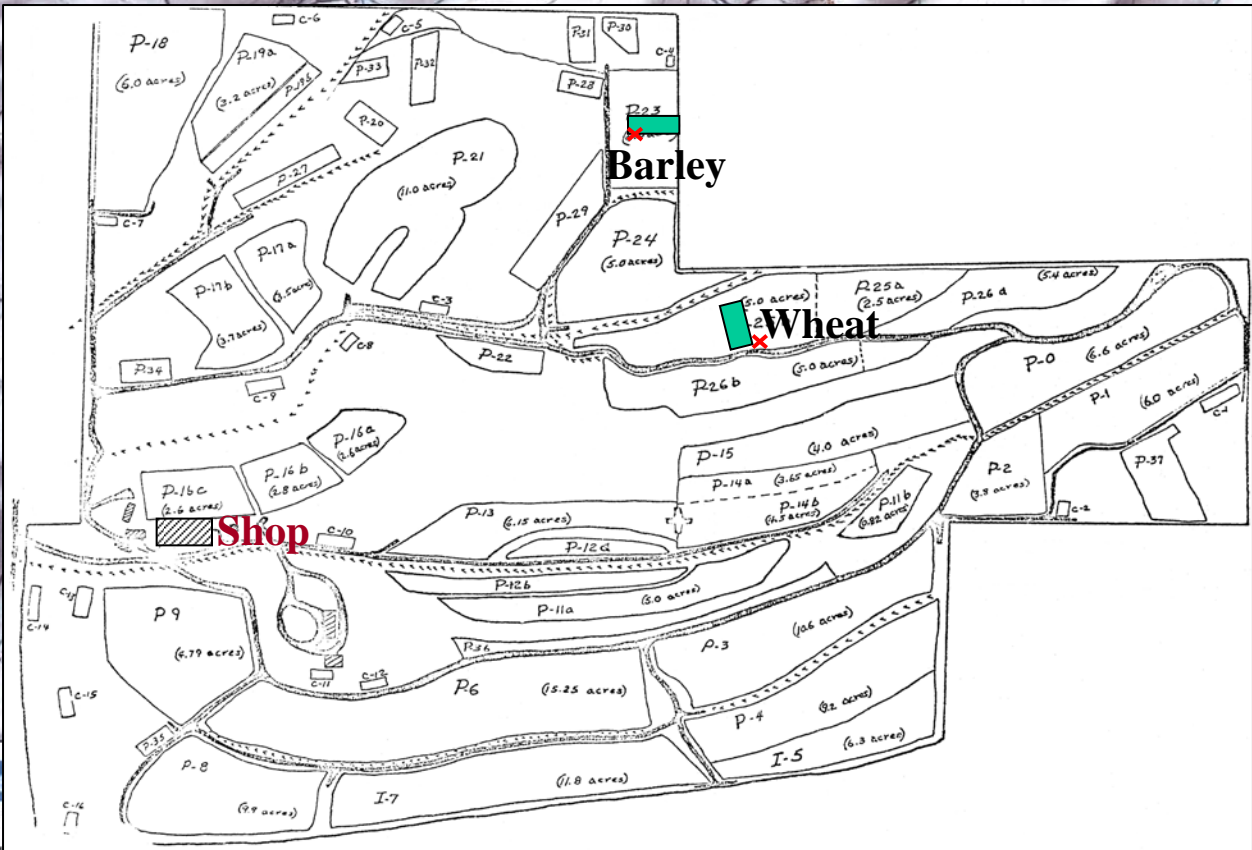 C-6
P-18
(6.0 acres)
P-19a
(3.2 acres)
P-19b
C-5
P-33
P-32
P-31
P-30
C-4
P-28
P-23
Barley
P-20
P-27
P-21
(11.0 acres)
P-29
P-24
(5.0 acres)
C-7
P-17a
(3.5 acres)
P-17b
(3.7 acres)
C-3
(5.0 acres)
Wheat
P-25a
(2.5 acres)
P-26d
(5.4 acres)
P-34
C-8
C-9
P-22
P-26b
(5.0 acres)
P-0
(6.6 acres)
P-1
(6.0 acres)
C-1
P-16a
(2.6 acres)
P-16b
(2.8 acres)
P-16c
(2.6 acres)
P-15
(4.0 acres)
P-14a
(3.65 acres)
P-14b
(4.5 acres)
P-11b
(0.82 acres)
P-2
(3.8 acres)
P-37
C-2
Shop
C-10
P-13
(6.15 acres)
P-12a
P-12b
P-11a
(5.0 acres)
C-14
C-13
P 9
(6.79 acres)
P-36
P-3
(10.6 acres)
C-11
C-12
C-15
P-6
(15.25 acres)
P-4
(9.2 acres)
I-5
(6.3 acres)
P-35
P-8
(9.9 acres)
I-7
(11.8 acres)
C-16